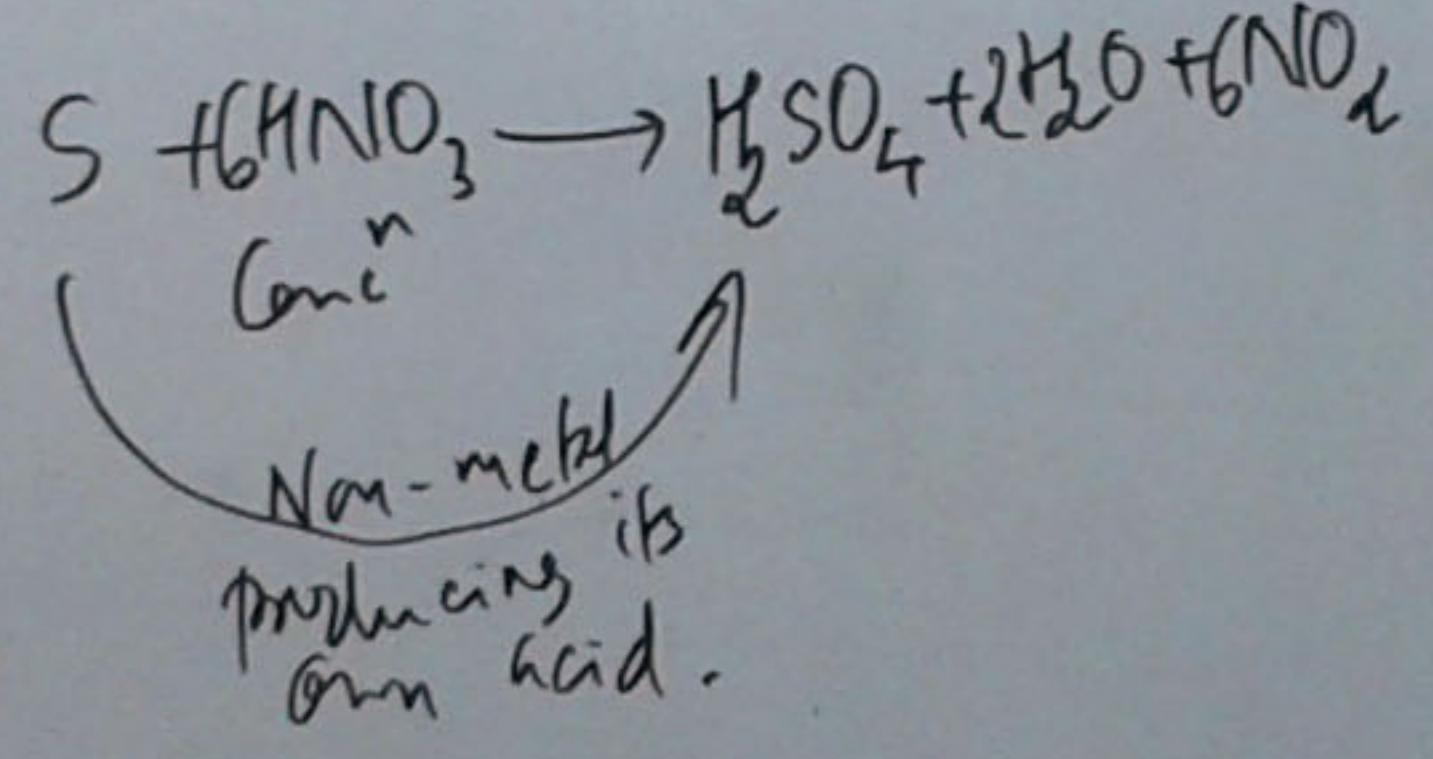 S +6HNO₃ ⟶ H₂SO₄ +2H₂O +6NO₂
Concⁿ
Non-metal
producing its
own acid.